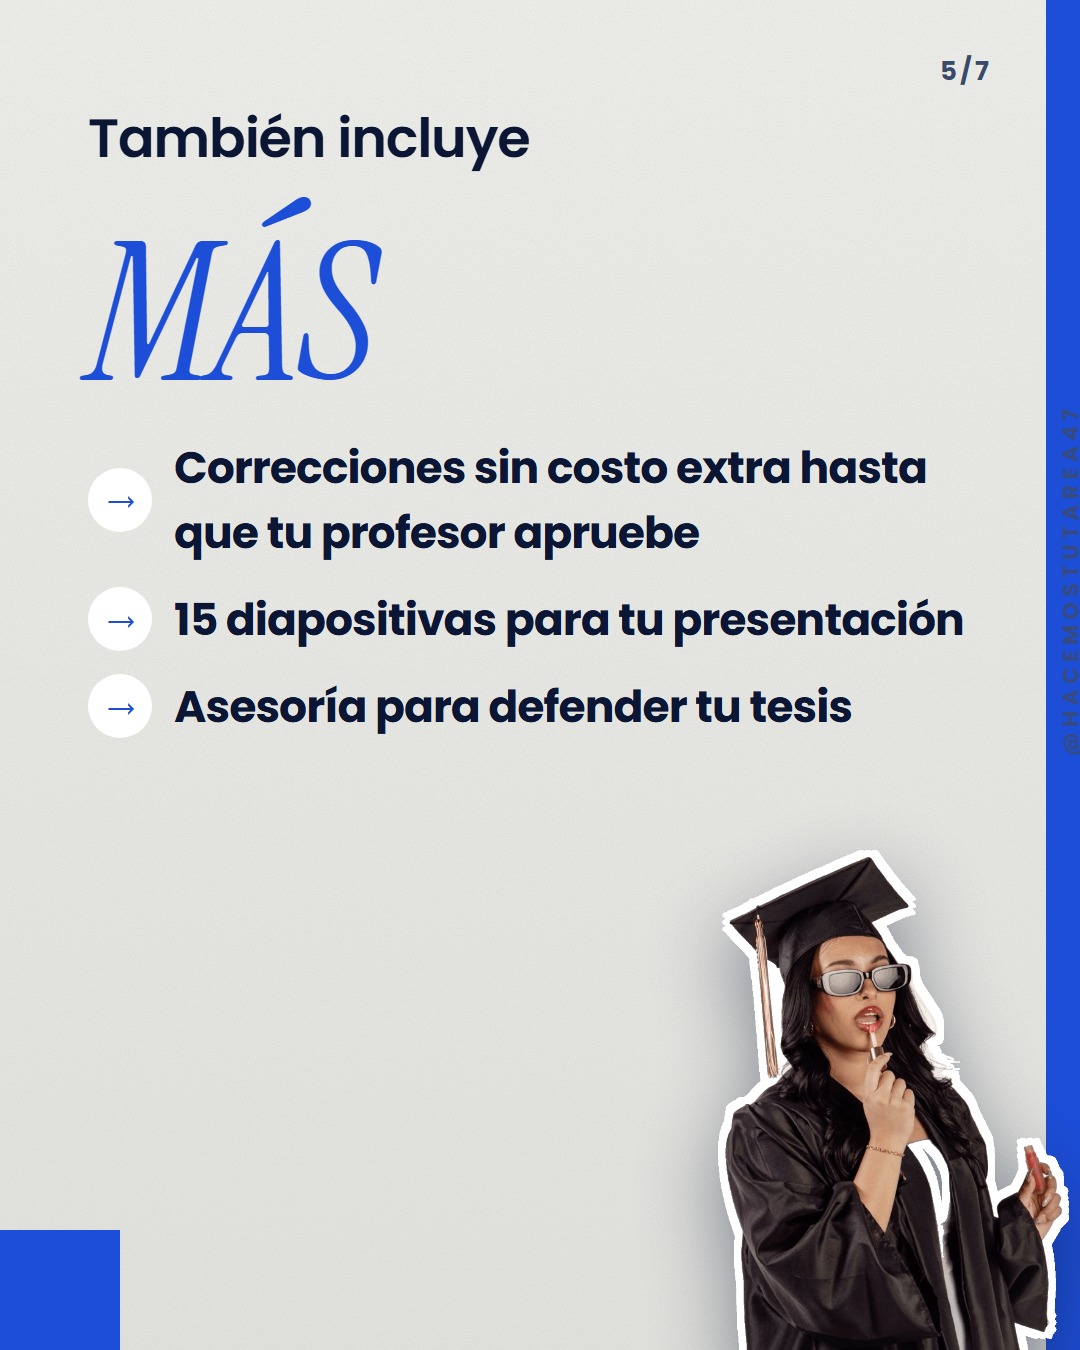 5/7
También incluye
MÁS
→ Correcciones sin costo extra hasta
que tu profesor apruebe
→ 15 diapositivas para tu presentación
→ Asesoría para defender tu tesis
@HACEMOSTUTAREA47